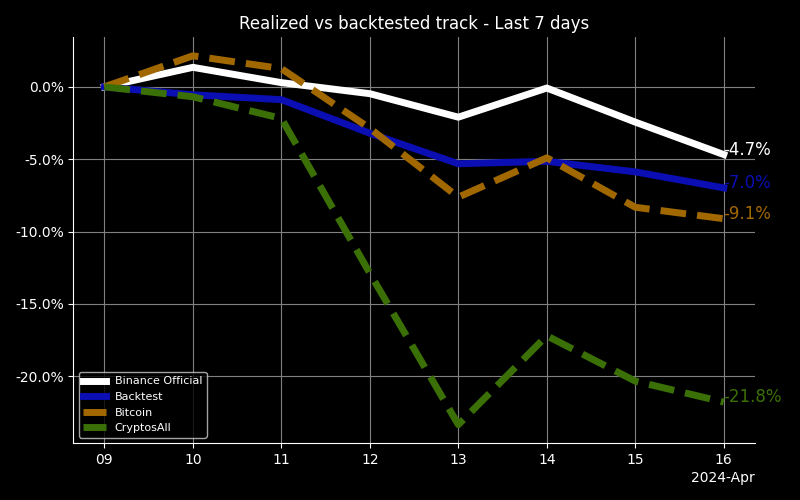 Realized vs backtested track - Last 7 days
0.0%
-5.0%
-10.0%
-15.0%
-20.0%
-4.7%
-7.0%
-9.1%
-21.8%
Binance Official
Backtest
Bitcoin
CryptosAll
09 10 11 12 13 14 15 16
2024-Apr